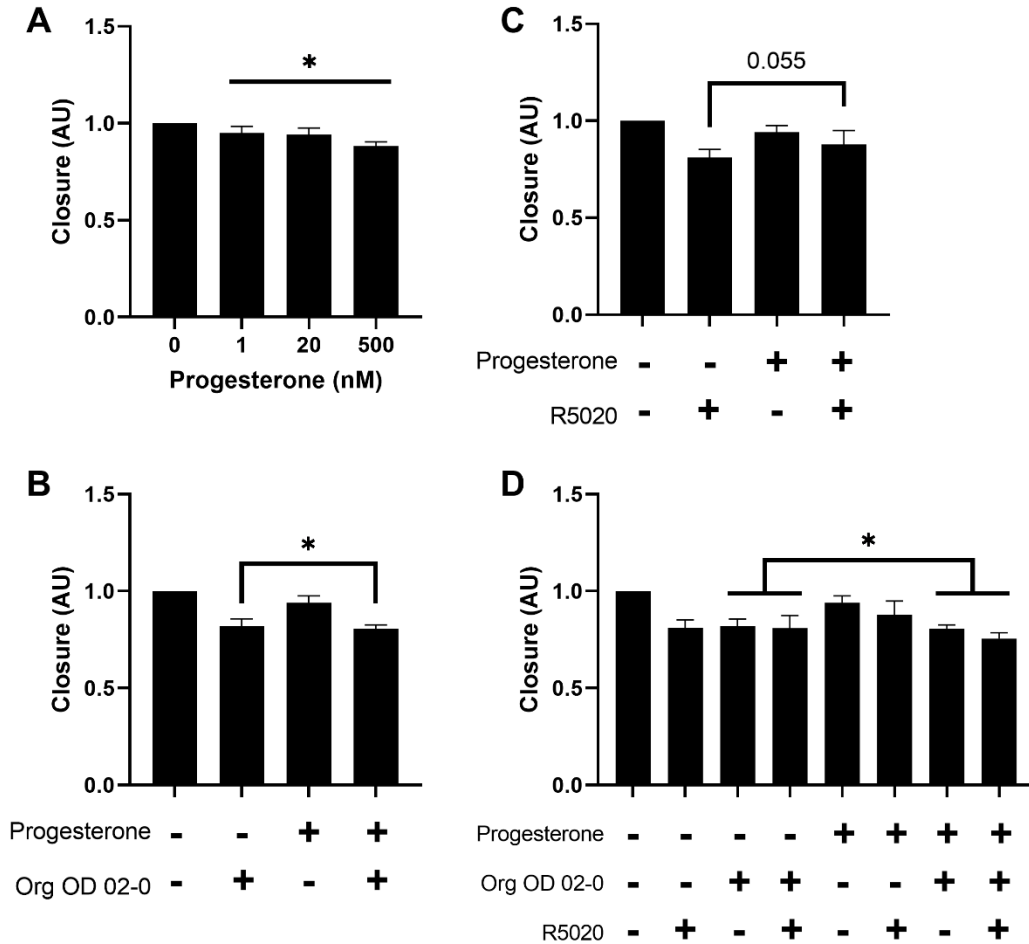 A
Closure (AU)
1.5
1.0
0.5
0.0
*
0 1 20 500
Progesterone (nM)
C
Closure (AU)
1.5
1.0
0.5
0.0
0.055
Progesterone - - + +
R5020 - + - +
B
Closure (AU)
1.5
1.0
0.5
0.0
*
Progesterone - - + +
Org OD 02-0 - + - +
D
Closure (AU)
1.5
1.0
0.5
0.0
*
Progesterone - - - - + + + +
Org OD 02-0 - - + + - - + +
R5020 - + - + - + - +